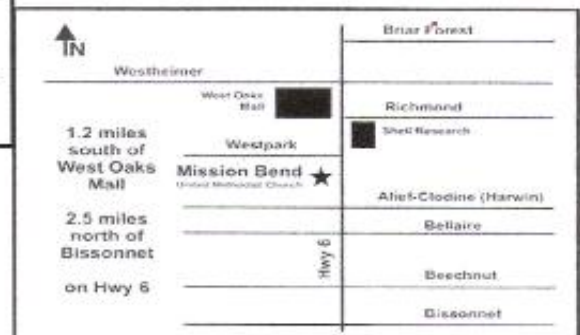 N
Briar Forest
Westheimer
West Oaks
Mall
Richmond
Shell Research
1.2 miles
south of
West Oaks
Mall
Westpark
Mission Bend
United Methodist Church
Alief-Clodine (Harwin)
2.5 miles
north of
Bissonnet
Bellaire
Hwy 6
Beechnut
on Hwy 6
Bissonnet